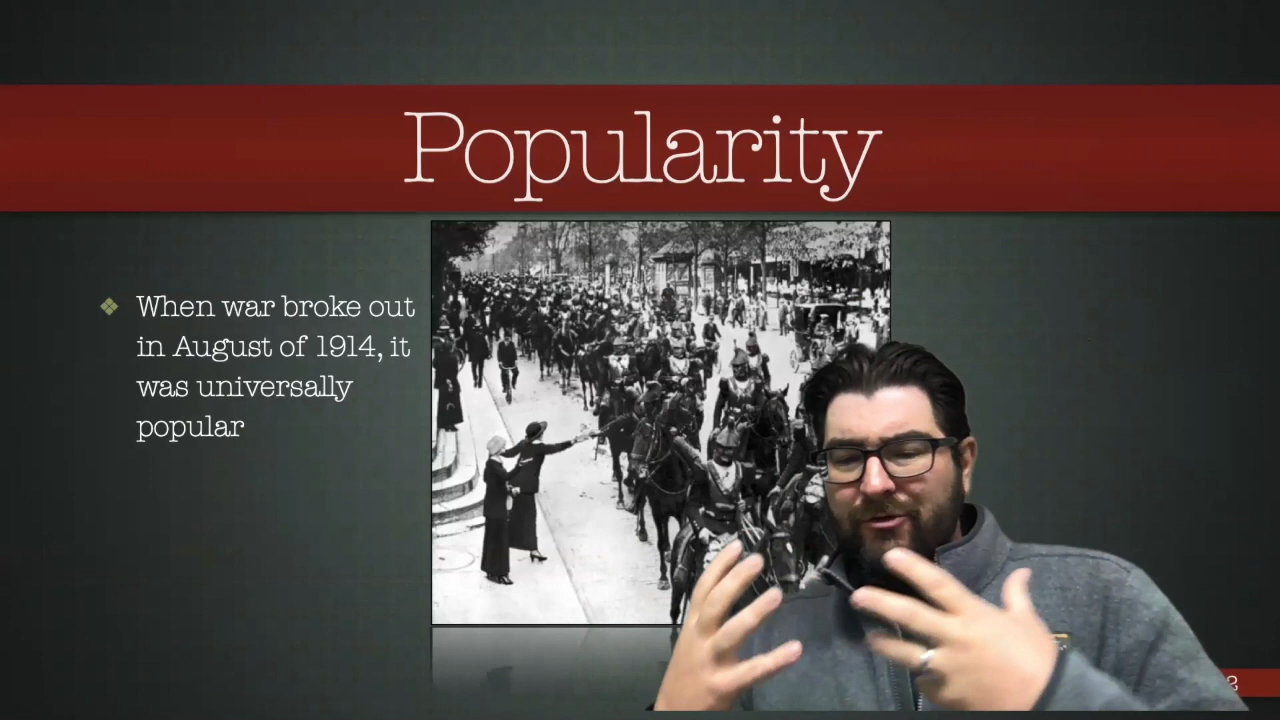 Popularity
When war broke out
in August of 1914, it
was universally
popular